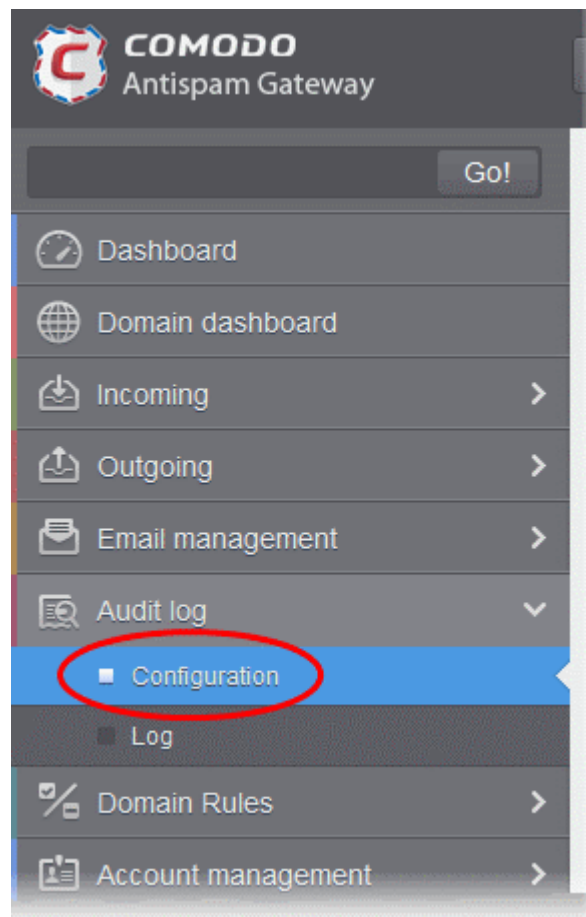 COMODO
Antispam Gateway
Go!
Dashboard
Domain dashboard
Incoming
Outgoing
Email management
Audit log
Configuration
Log
Domain Rules
Account management